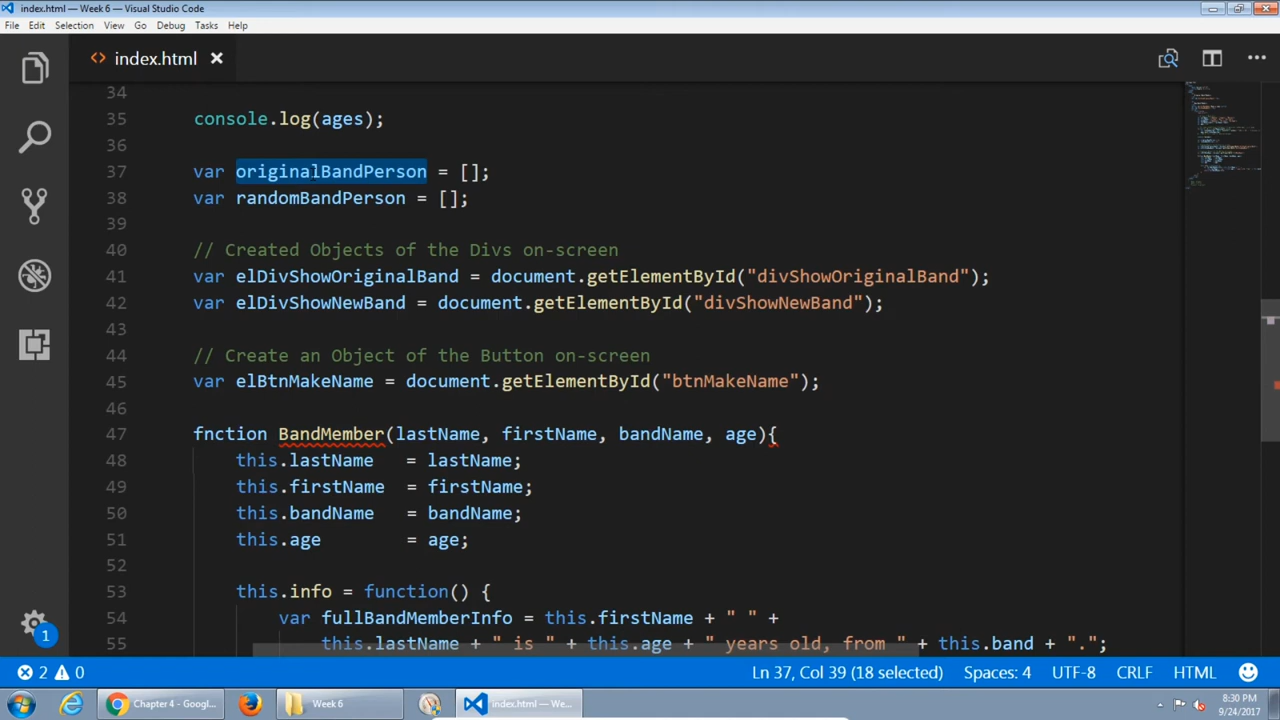 index.html — Week 6 — Visual Studio Code
File Edit Selection View Go Debug Tasks Help
index.html
34
35 console.log(ages);
36
37 var originalBandPerson = [];
38 var randomBandPerson = [];
39
40 // Created Objects of the Divs on-screen
41 var elDivShowOriginalBand = document.getElementById("divShowOriginalBand");
42 var elDivShowNewBand = document.getElementById("divShowNewBand");
43
44 // Create an Object of the Button on-screen
45 var elBtnMakeName = document.getElementById("btnMakeName");
46
47 fnction BandMember(lastName, firstName, bandName, age){
48 this.lastName = lastName;
49 this.firstName = firstName;
50 this.bandName = bandName;
51 this.age = age;
52
53 this.info = function() {
54 var fullBandMemberInfo = this.firstName + " " +
55 this.lastName + " is " + this.age + " years old, from " + this.band + ".";
1
2 0 Ln 37, Col 39 (18 selected) Spaces: 4 UTF-8 CRLF HTML
Chapter 4 - Googl... Week 6 index.html — We... 8:30 PM
9/24/2017